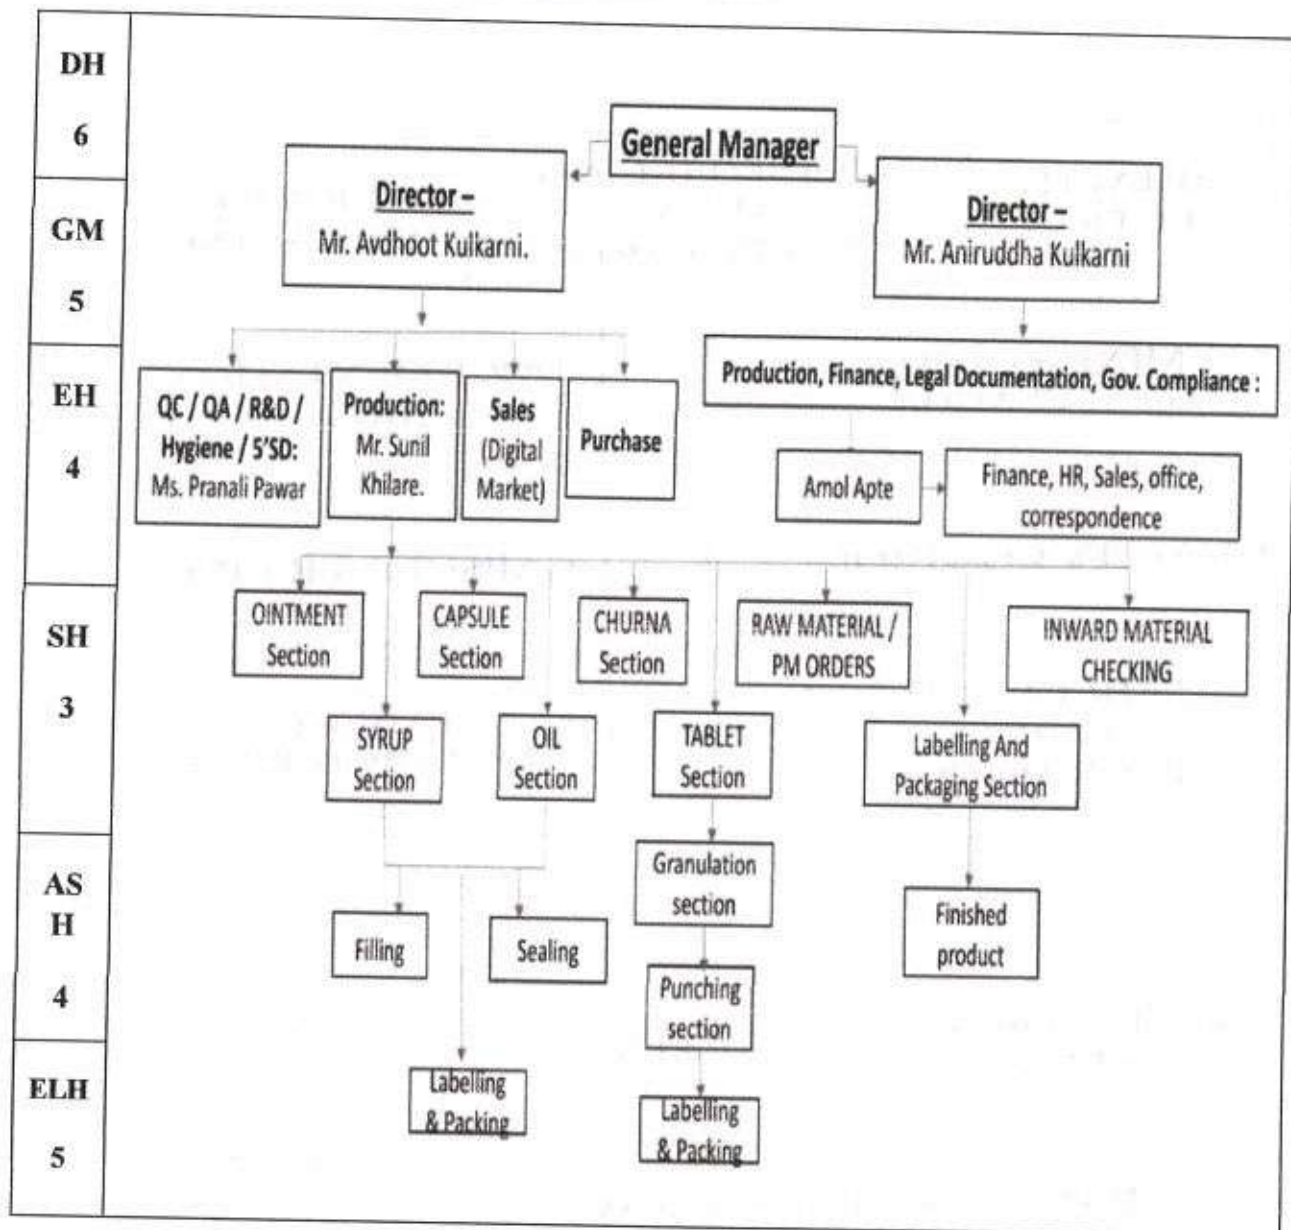 DH
6
GM
5
EH
4
SH
3
AS
H
4
ELH
5
General Manager
Director –
Mr. Avdhoot Kulkarni.
Director –
Mr. Aniruddha Kulkarni
QC / QA / R&D /
Hygiene / 5'SD:
Ms. Pranali Pawar
Production:
Mr. Sunil
Khilare.
Sales
(Digital
Market)
Purchase
Production, Finance, Legal Documentation, Gov. Compliance :
Amol Apte
Finance, HR, Sales, office,
correspondence
OINTMENT
Section
CAPSULE
Section
CHURNA
Section
RAW MATERIAL /
PM ORDERS
INWARD MATERIAL
CHECKING
SYRUP
Section
OIL
Section
TABLET
Section
Labelling And
Packaging Section
Granulation
section
Filling
Sealing
Finished
product
Punching
section
Labelling
& Packing
Labelling
& Packing